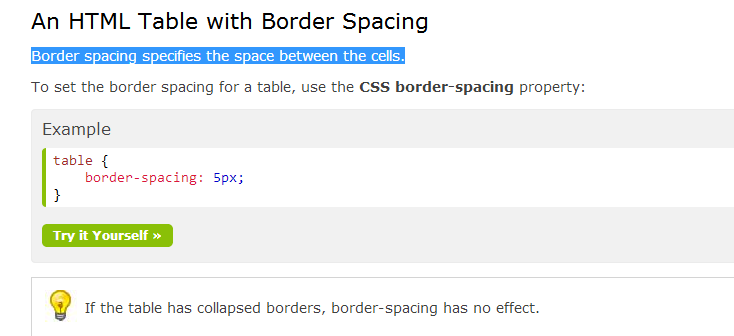 An HTML Table with Border Spacing
Border spacing specifies the space between the cells.
To set the border spacing for a table, use the CSS border-spacing property:
Example
table {
    border-spacing: 5px;
}
Try it Yourself »
If the table has collapsed borders, border-spacing has no effect.